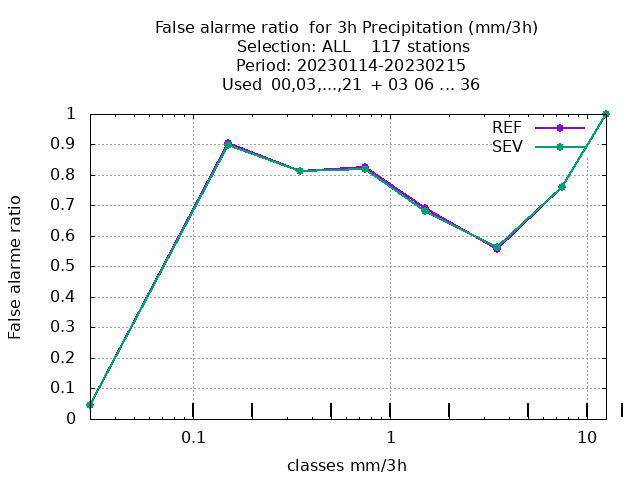 False alarme ratio  for 3h Precipitation (mm/3h)
Selection: ALL    117 stations
Period: 20230114-20230215
Used  00,03,...,21  + 03 06 ... 36
REF
SEV
1
0.9
0.8
0.7
0.6
0.5
0.4
0.3
0.2
0.1
0
False alarme ratio
0.1
1
10
classes mm/3h